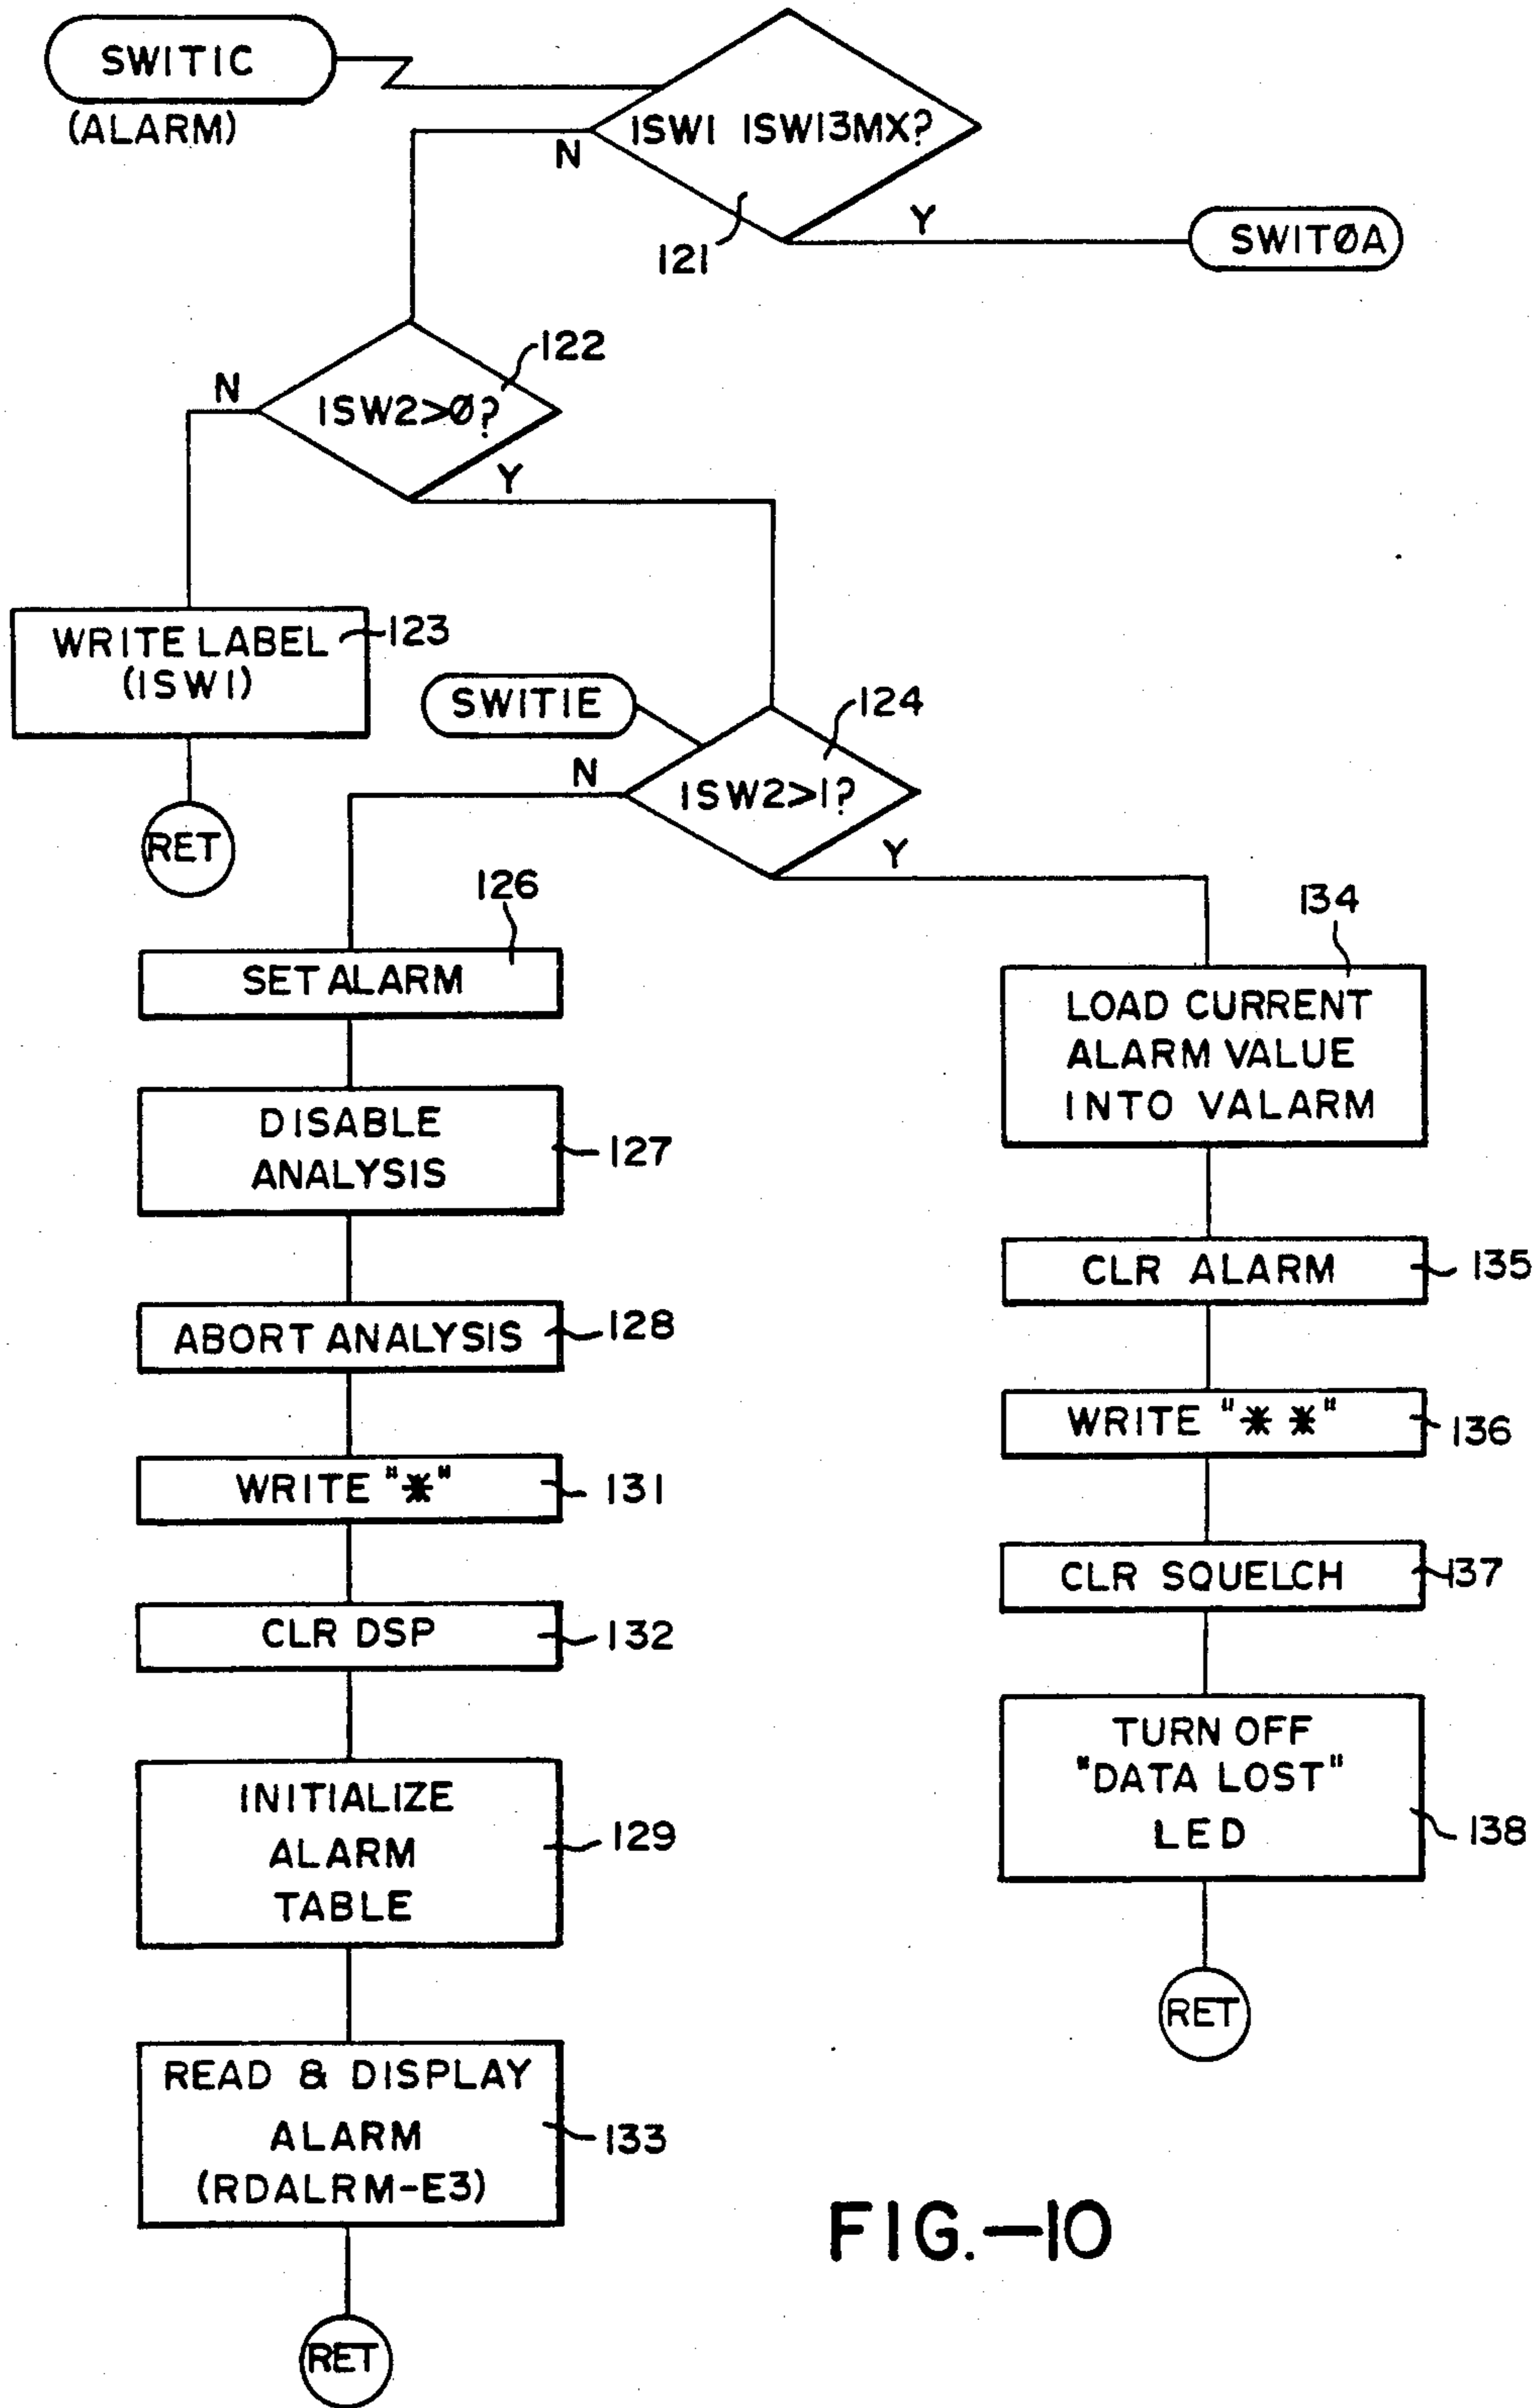 SWITIC
(ALARM)
ISWI ISWI3MX?
N
121
Y
SWITØA
122
N
ISW2>Ø?
Y
WRITE LABEL
(ISWI)
123
RET
SWITIE
124
N
ISW2>1?
Y
126
SET ALARM
DISABLE
ANALYSIS
127
ABORT ANALYSIS
128
WRITE "*"
131
CLR DSP
132
INITIALIZE
ALARM
TABLE
129
READ & DISPLAY
ALARM
(RDALRM-E3)
133
RET
134
LOAD CURRENT
ALARM VALUE
INTO VALARM
CLR ALARM
135
WRITE "* *"
136
CLR SQUELCH
137
TURN OFF
"DATA LOST"
LED
138
RET
FIG.-10